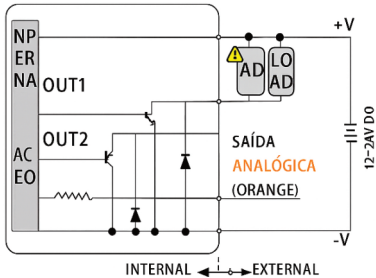 NP
ER
NA
AC
EO
OUT1
OUT2
+V
AD
LO
AD
12-2AV DO
SAÍDA
ANALÓGICA
(ORANGE)
-V
INTERNAL
EXTERNAL